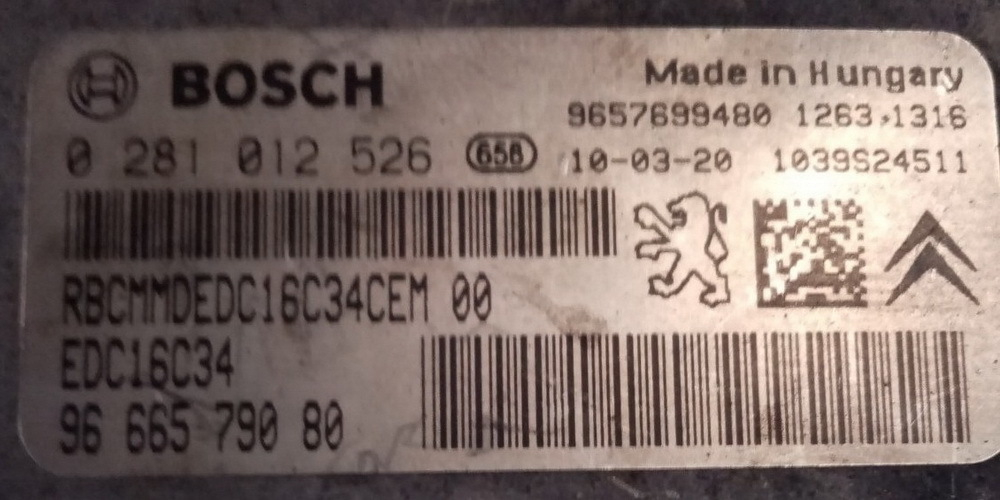 BOSCH
Made in Hungary
9657699480 1263,1316
0 281 012 526 658 10-03-20 1039S24511
RBCMMDEDC16C34CEM 00
EDC16C34
96 665 790 80